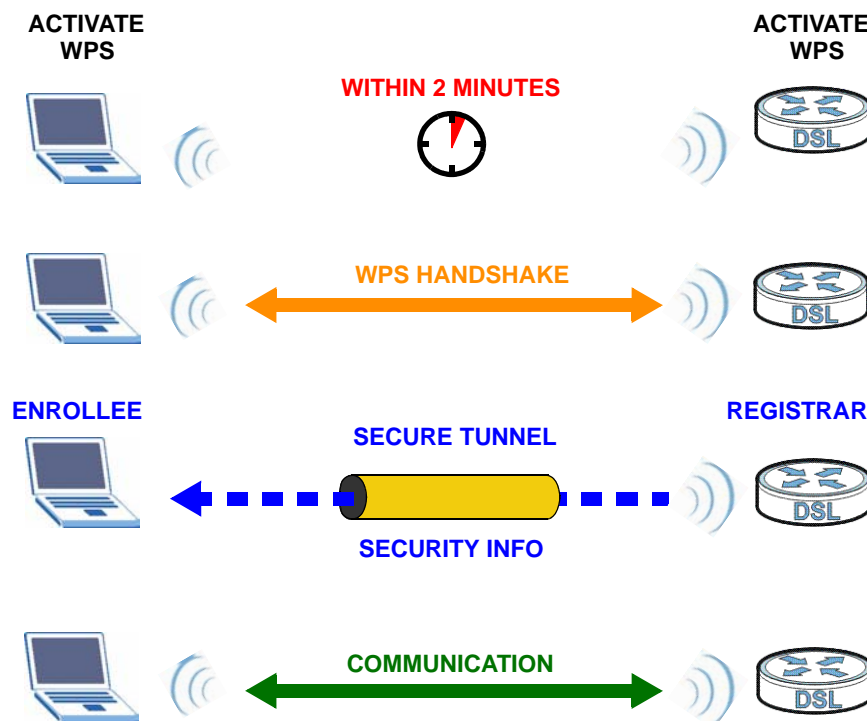 ACTIVATE
WPS
ACTIVATE
WPS
WITHIN 2 MINUTES
DSL
WPS HANDSHAKE
DSL
ENROLLEE
REGISTRAR
SECURE TUNNEL
DSL
SECURITY INFO
COMMUNICATION
DSL